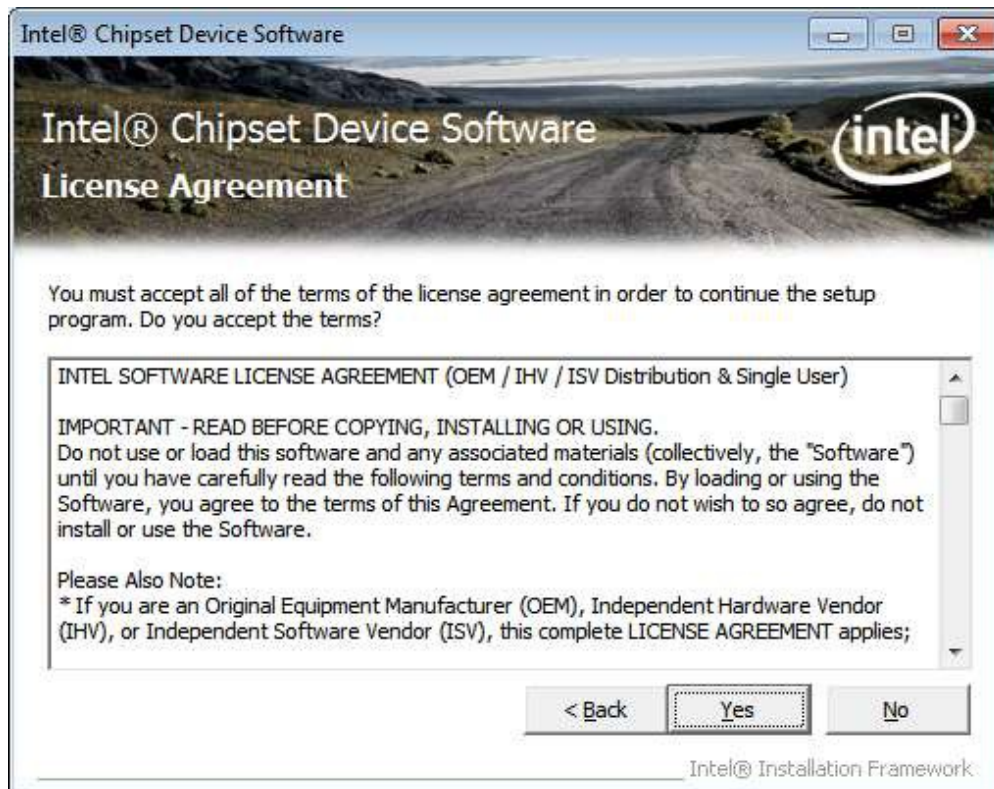 Intel® Chipset Device Software
Intel® Chipset Device Software
intel
License Agreement
You must accept all of the terms of the license agreement in order to continue the setup
program. Do you accept the terms?
INTEL SOFTWARE LICENSE AGREEMENT (OEM / IHV / ISV Distribution & Single User)
IMPORTANT - READ BEFORE COPYING, INSTALLING OR USING.
Do not use or load this software and any associated materials (collectively, the "Software")
until you have carefully read the following terms and conditions. By loading or using the
Software, you agree to the terms of this Agreement. If you do not wish to so agree, do not
install or use the Software.
Please Also Note:
* If you are an Original Equipment Manufacturer (OEM), Independent Hardware Vendor
(IHV), or Independent Software Vendor (ISV), this complete LICENSE AGREEMENT applies;
< Back Yes No
Intel® Installation Framework